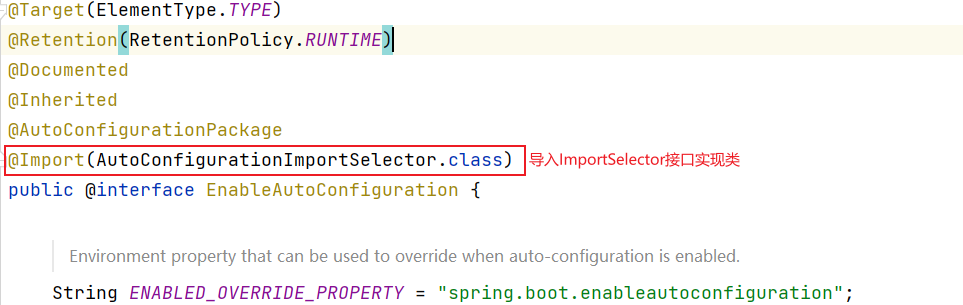 @Target(ElementType.TYPE)
@Retention(RetentionPolicy.RUNTIME)
@Documented
@Inherited
@AutoConfigurationPackage
@Import(AutoConfigurationImportSelector.class) 导入ImportSelector接口实现类
public @interface EnableAutoConfiguration {
Environment property that can be used to override when auto-configuration is enabled.
String ENABLED_OVERRIDE_PROPERTY = "spring.boot.enableautoconfiguration";